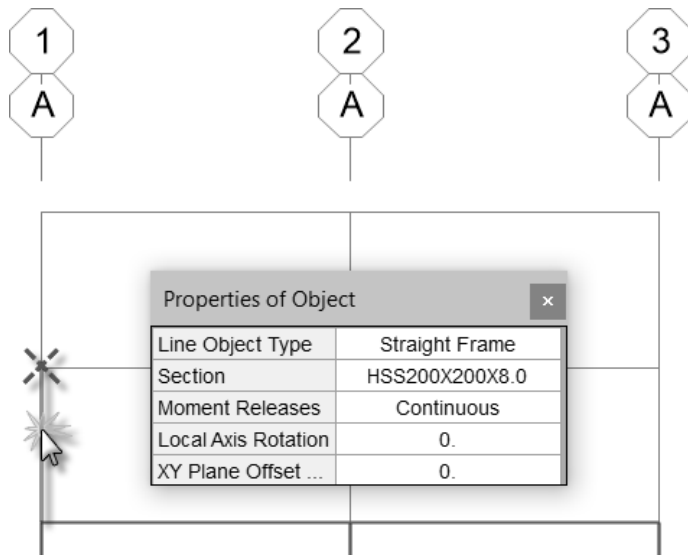 1 2 3
A A A
Properties of Object ×
Line Object Type Straight Frame
Section HSS200X200X8.0
Moment Releases Continuous
Local Axis Rotation 0.
XY Plane Offset ... 0.